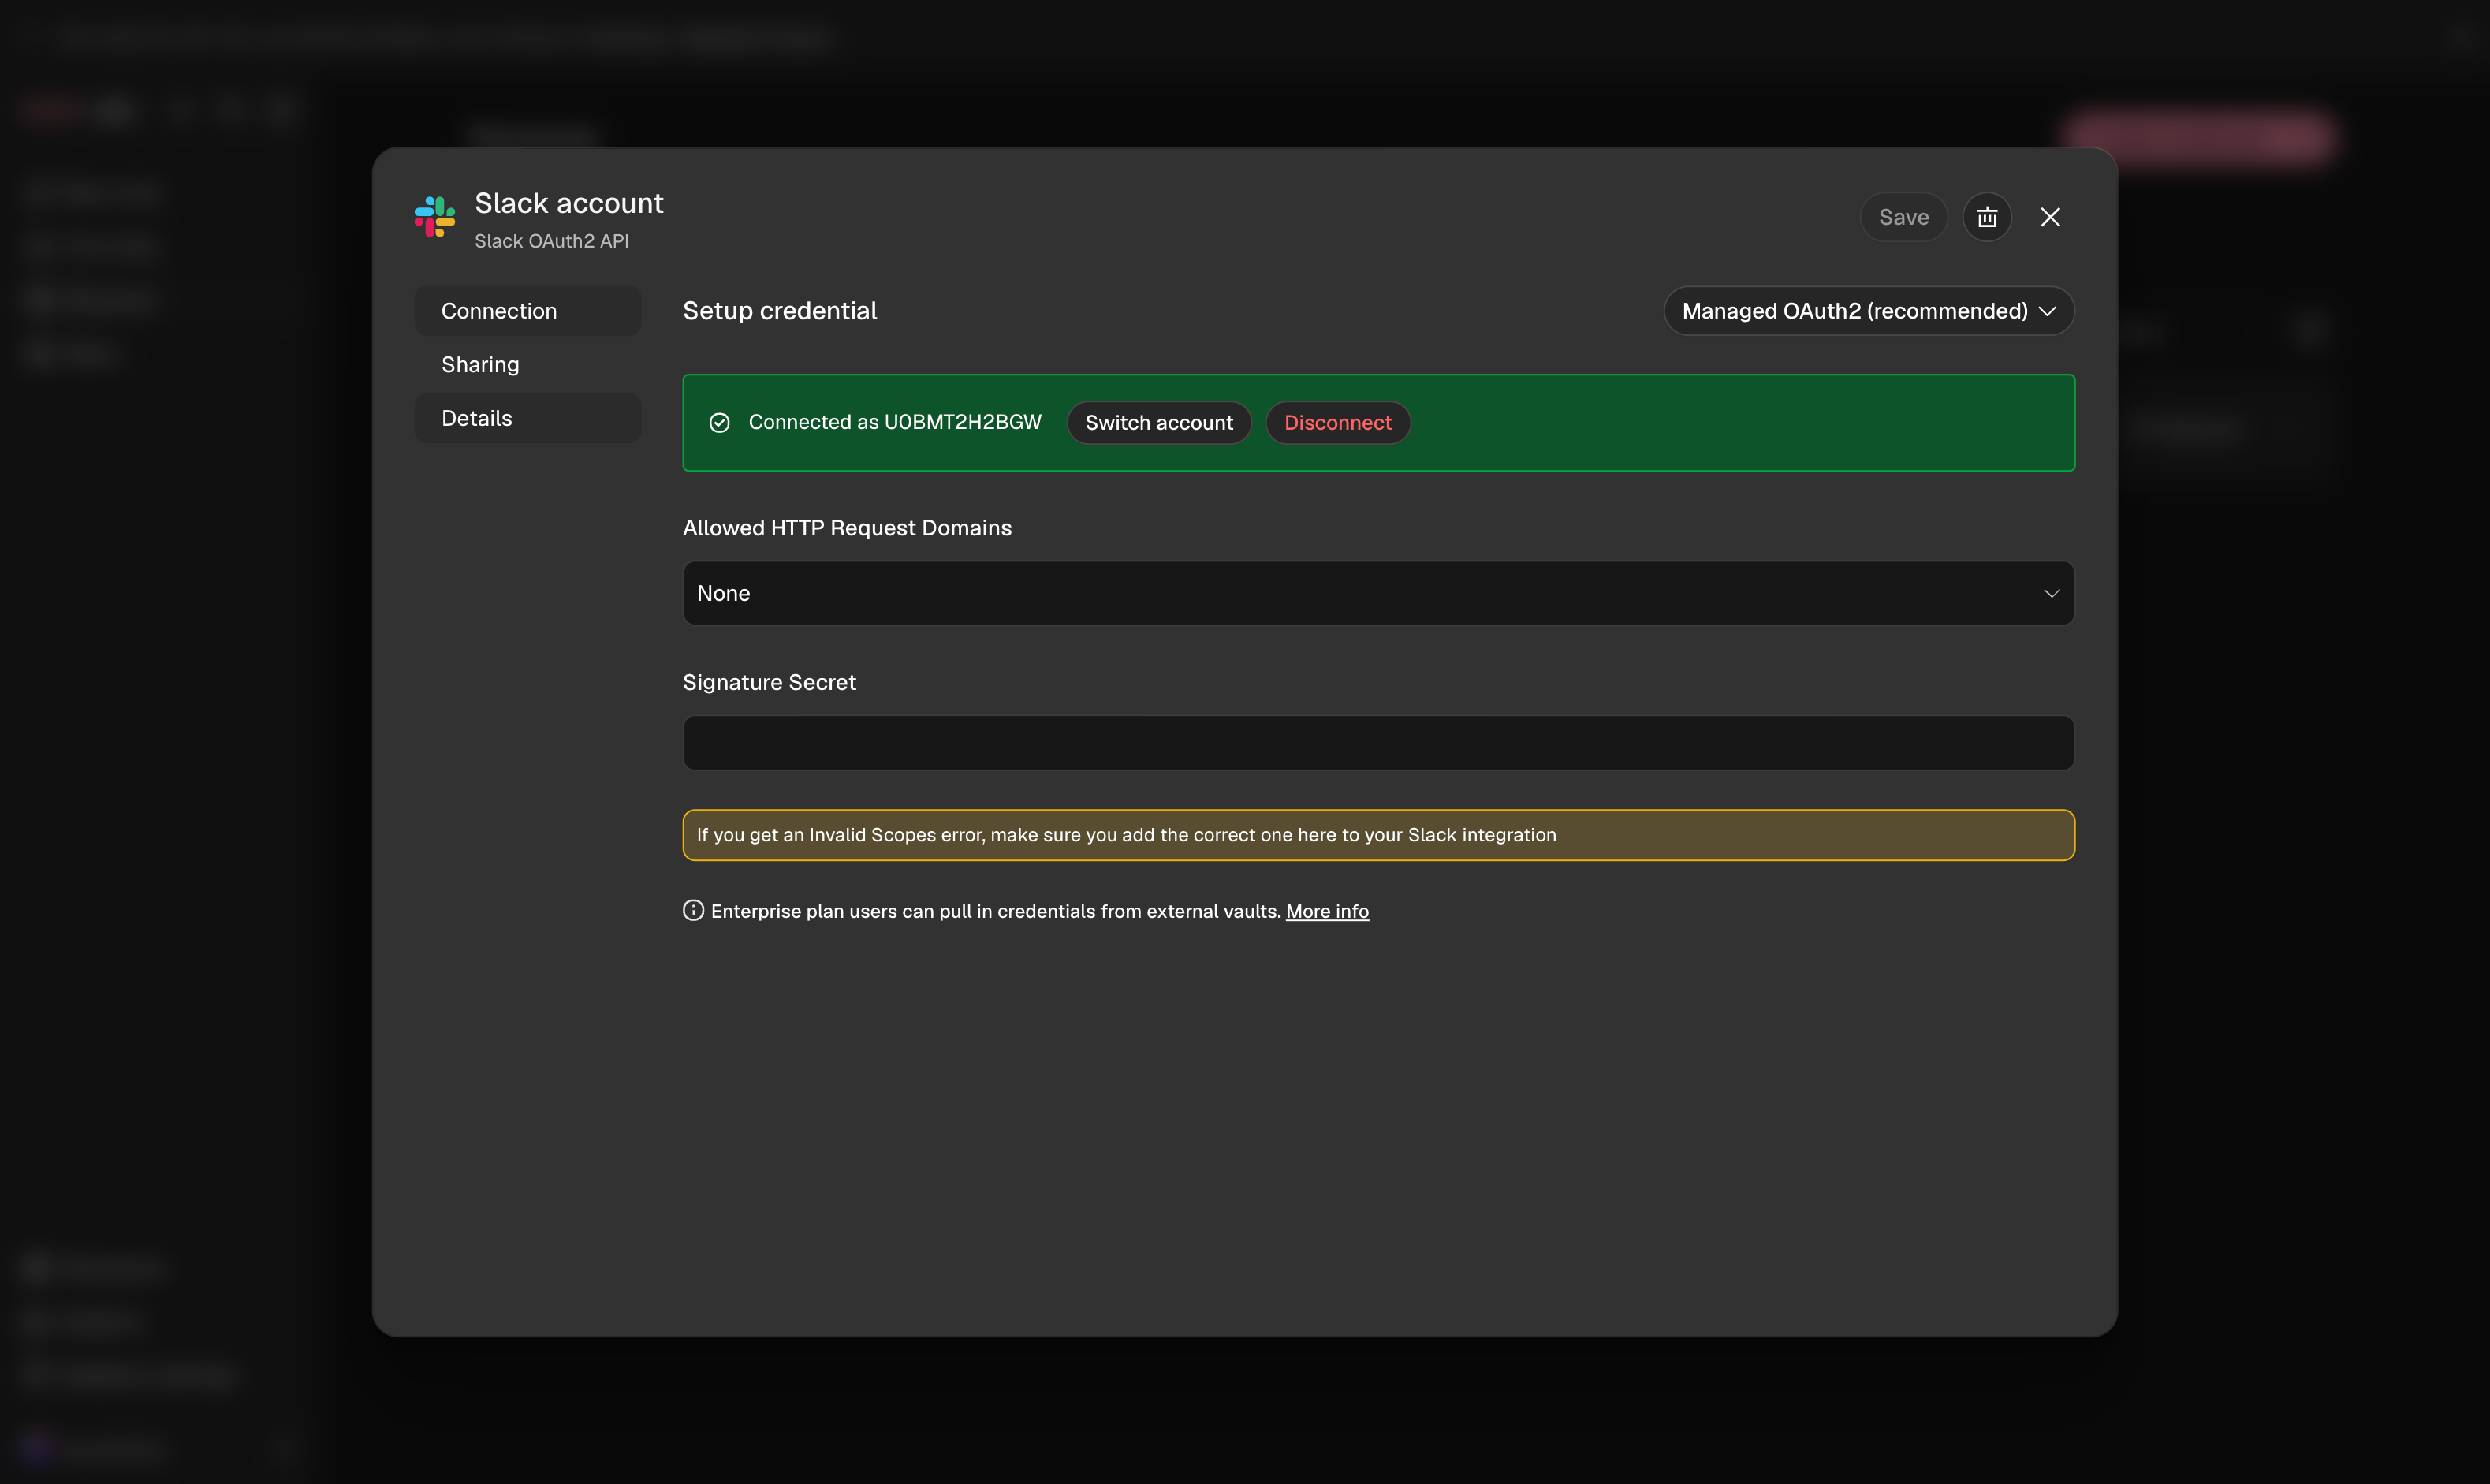 Slack account
Slack OAuth2 API
Save
Connection
Sharing
Details
Setup credential
Managed OAuth2 (recommended)
Connected as U0BMT2H2BGW
Switch account
Disconnect
Allowed HTTP Request Domains
None
Signature Secret
If you get an Invalid Scopes error, make sure you add the correct one here to your Slack integration
Enterprise plan users can pull in credentials from external vaults. More info